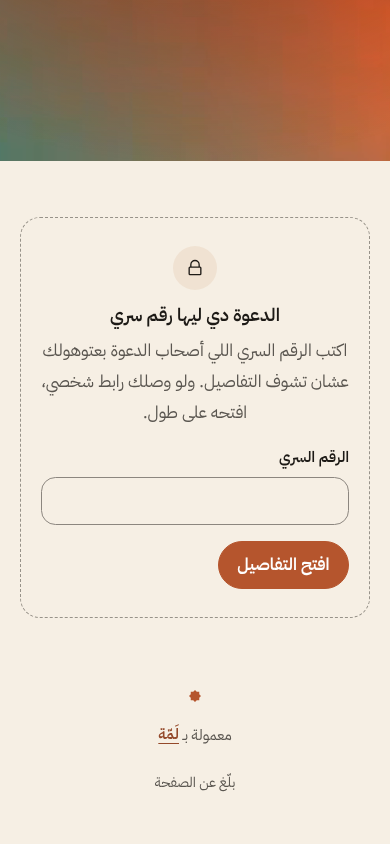 الدعوة دي ليها رقم سري
اكتب الرقم السري اللي أصحاب الدعوة بعتوهولك
عشان تشوف التفاصيل. ولو وصلك رابط شخصي،
افتحه على طول.
الرقم السري
افتح التفاصيل
معمولة بـ لَمّة
بلّغ عن الصفحة